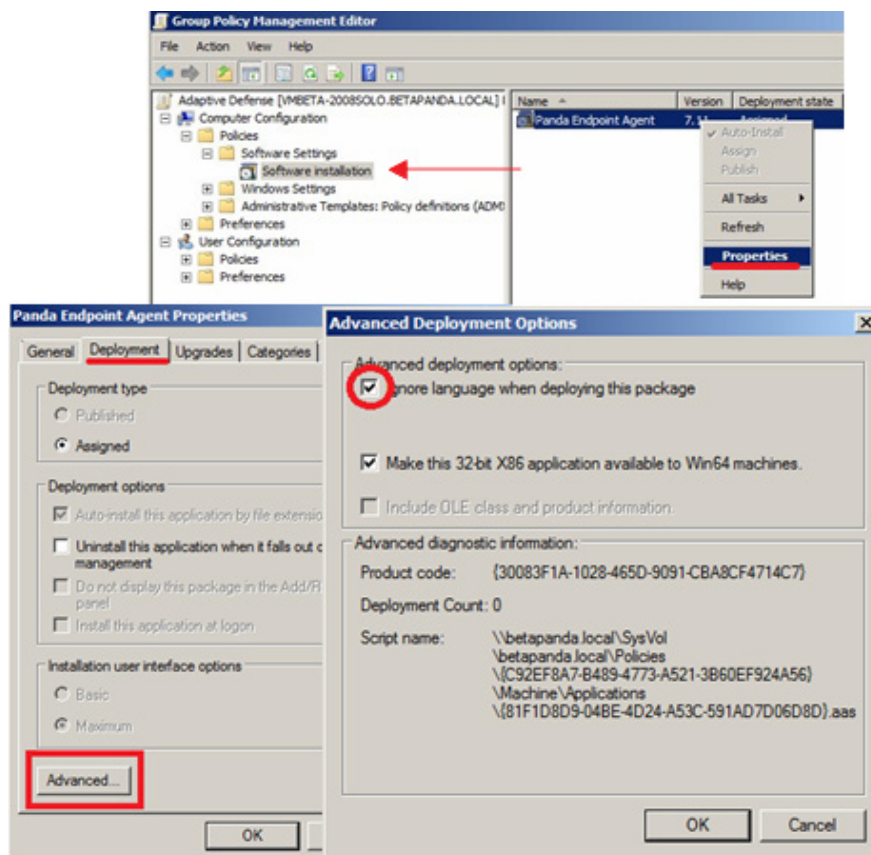 Group Policy Management Editor
File Action View Help
Adaptive Defense [VMBETA-2008SOLO.BETAPANDA.LOCAL]
Computer Configuration
Policies
Software Settings
Software installation
Windows Settings
Administrative Templates: Policy definitions (ADM
Preferences
User Configuration
Policies
Preferences
Name Version Deployment state
Panda Endpoint Agent 7.11 Assigned
Auto-Install
Assign
Publish
All Tasks
Refresh
Properties
Help
Panda Endpoint Agent Properties
General Deployment Upgrades Categories
Deployment type
Published
Assigned
Deployment options
Auto-install this application by file extensio
Uninstall this application when it falls out o
management
Do not display this package in the Add/R
panel
Install this application at logon
Installation user interface options
Basic
Maximum
Advanced...
OK
Advanced Deployment Options
Advanced deployment options:
Ignore language when deploying this package
Make this 32-bit X86 application available to Win64 machines.
Include OLE class and product information.
Advanced diagnostic information:
Product code: {30083F1A-1028-465D-9091-CBA8CF4714C7}
Deployment Count: 0
Script name: \\betapanda.local\SysVol
\betapanda.local\Policies
\{C92EF8A7-B489-4773-A521-3B60EF924A56}
\Machine\Applications
\{81F1D8D9-04BE-4D24-A53C-591AD7D06D8D}.aas
OK Cancel